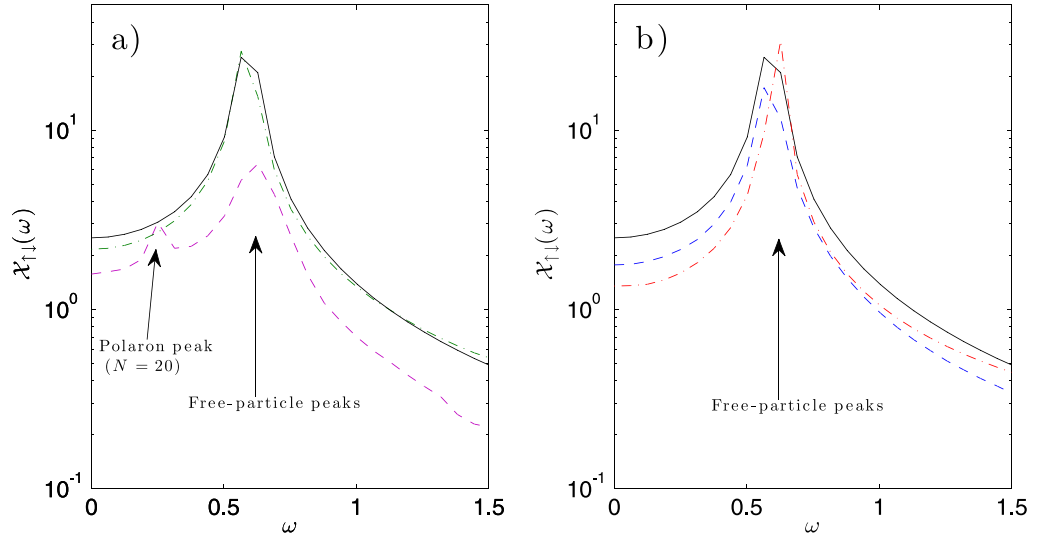 a)
10^1
10^0
10^-1
𝒳↑↓(ω)
Polaron peak
(N = 20)
Free-particle peaks
0
0.5
1
1.5
ω
b)
10^1
10^0
10^-1
𝒳↑↓(ω)
Free-particle peaks
0
0.5
1
1.5
ω